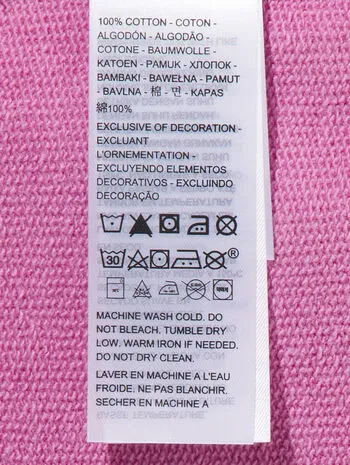 100% COTTON - COTON -
ALGODÓN - ALGODÃO -
COTONE - BAUMWOLLE -
KATOEN - PAMUK - ХЛОПОК -
BAMBAKI - BAWEŁNA - PAMUT
- BAVLNA - 棉 - 면 - KAPAS
綿100%
EXCLUSIVE OF DECORATION -
EXCLUANT
L'ORNEMENTATION -
EXCLUYENDO ELEMENTOS
DECORATIVOS - EXCLUINDO
DECORAÇÃO
30
®
MACHINE WASH COLD. DO
NOT BLEACH. TUMBLE DRY
LOW. WARM IRON IF NEEDED.
DO NOT DRY CLEAN.
LAVER EN MACHINE A L'EAU
FROIDE. NE PAS BLANCHIR.
SECHER EN MACHINE A